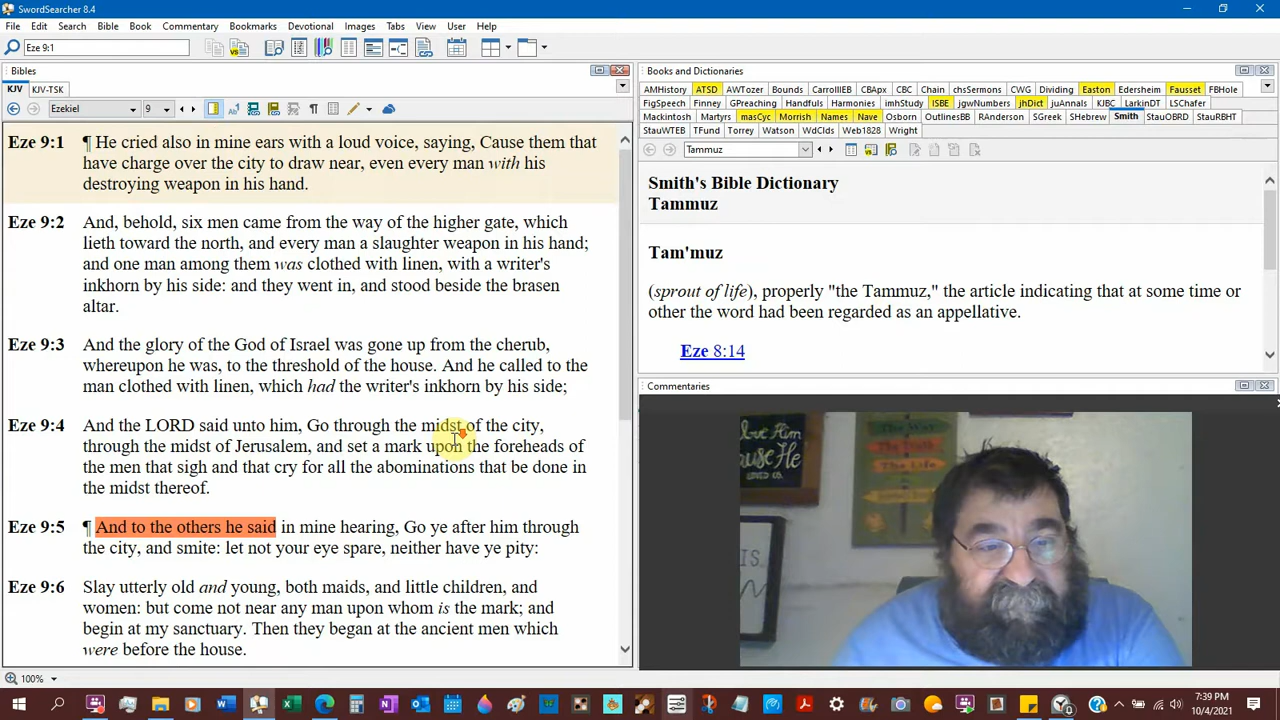 SwordSearcher 8.4
File Edit Search Bible Book Commentary Bookmarks Devotional Images Tabs View User Help
Eze 9:1
Bibles
KJV KJV-TSK
Ezekiel 9
Eze 9:1 ¶ He cried also in mine ears with a loud voice, saying, Cause them that
have charge over the city to draw near, even every man with his
destroying weapon in his hand.
Eze 9:2 And, behold, six men came from the way of the higher gate, which
lieth toward the north, and every man a slaughter weapon in his hand;
and one man among them was clothed with linen, with a writer's
inkhorn by his side: and they went in, and stood beside the brasen
altar.
Eze 9:3 And the glory of the God of Israel was gone up from the cherub,
whereupon he was, to the threshold of the house. And he called to the
man clothed with linen, which had the writer's inkhorn by his side;
Eze 9:4 And the LORD said unto him, Go through the midst of the city,
through the midst of Jerusalem, and set a mark upon the foreheads of
the men that sigh and that cry for all the abominations that be done in
the midst thereof.
Eze 9:5 ¶ And to the others he said in mine hearing, Go ye after him through
the city, and smite: let not your eye spare, neither have ye pity:
Eze 9:6 Slay utterly old and young, both maids, and little children, and
women: but come not near any man upon whom is the mark; and
begin at my sanctuary. Then they began at the ancient men which
were before the house.
100%
Books and Dictionaries
AMHistory ATSD AWTozer Bounds CarrollIEB CBApx CBC Chain chsSermons CWG Dividing Easton Edersheim Fausset FBHole
FigSpeech Finney GPreaching Handfuls Harmonies imhStudy ISBE jgwNumbers jhDict juAnnals KJBC LarkinDT LSChafer
Mackintosh Martyrs masCyc Morrish Names Nave Osborn OutlinesBB RAnderson SGreek SHebrew Smith StauOBRD StauRBHT
StauWTEB TFund Torrey Watson WdClds Web1828 Wright
Tammuz
Smith's Bible Dictionary
Tammuz
Tam'muz
(sprout of life), properly "the Tammuz," the article indicating that at some time or
other the word had been regarded as an appellative.
Eze 8:14
Commentaries
love Him
cause He
LOVED US.
The Way
The Truth
The Life
7:39 PM
10/4/2021